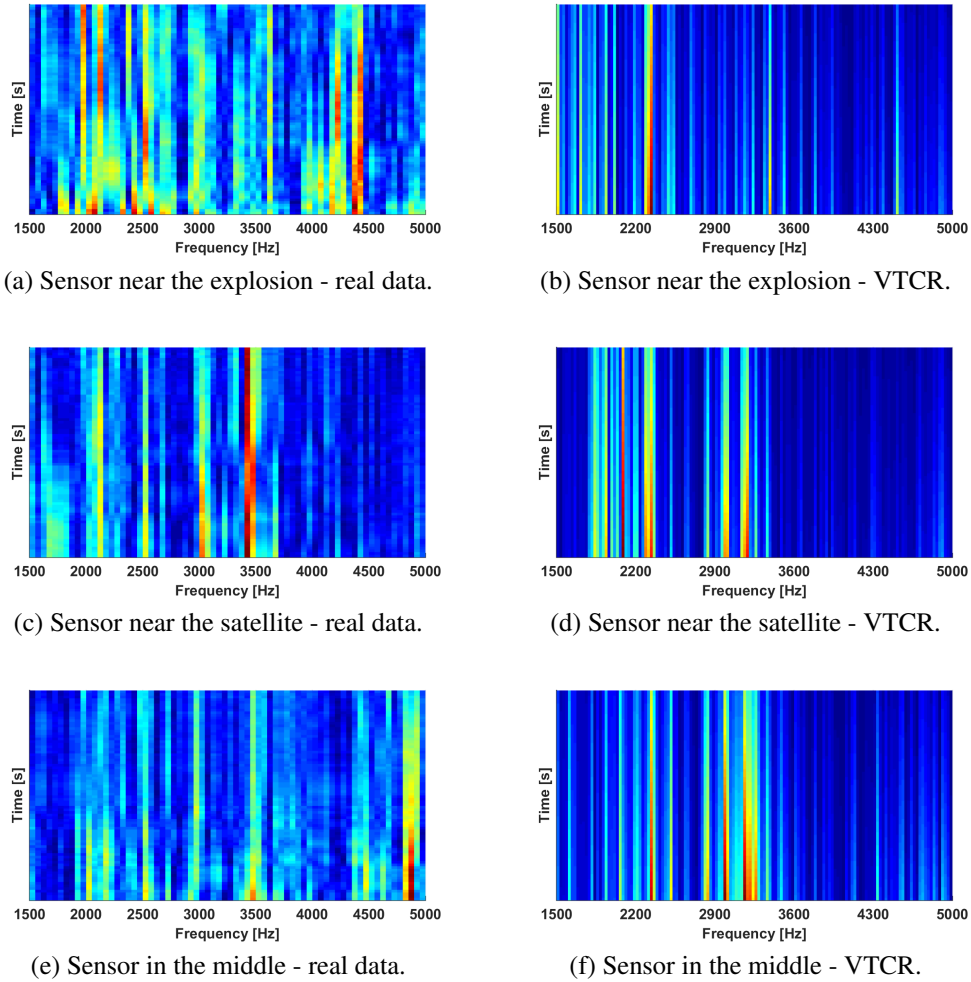 Time [s]
1500 2000 2500 3000 3500 4000 4500 5000
Frequency [Hz]
(a) Sensor near the explosion - real data.
Time [s]
1500 2200 2900 3600 4300 5000
Frequency [Hz]
(b) Sensor near the explosion - VTCR.
Time [s]
1500 2000 2500 3000 3500 4000 4500 5000
Frequency [Hz]
(c) Sensor near the satellite - real data.
Time [s]
1500 2200 2900 3600 4300 5000
Frequency [Hz]
(d) Sensor near the satellite - VTCR.
Time [s]
1500 2000 2500 3000 3500 4000 4500 5000
Frequency [Hz]
(e) Sensor in the middle - real data.
Time [s]
1500 2200 2900 3600 4300 5000
Frequency [Hz]
(f) Sensor in the middle - VTCR.